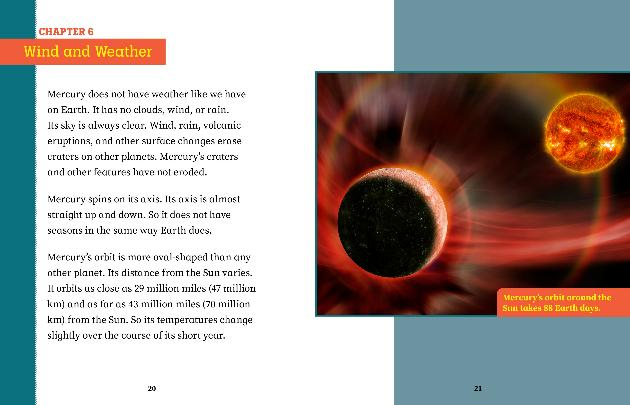 CHAPTER 6
Wind and Weather
Mercury does not have weather like we have
on Earth. It has no clouds, wind, or rain.
Its sky is always clear. Wind, rain, volcanic
eruptions, and other surface changes erase
craters on other planets. Mercury's craters
and other features have not eroded.
Mercury spins on its axis. Its axis is almost
straight up and down. So it does not have
seasons in the same way Earth does.
Mercury's orbit is more oval-shaped than any
other planet. Its distance from the Sun varies.
It orbits as close as 29 million miles (47 million
km) and as far as 43 million miles (70 million
km) from the Sun. So its temperatures change
slightly over the course of its short year.
20
Mercury's orbit around the
Sun takes 88 Earth days.
21